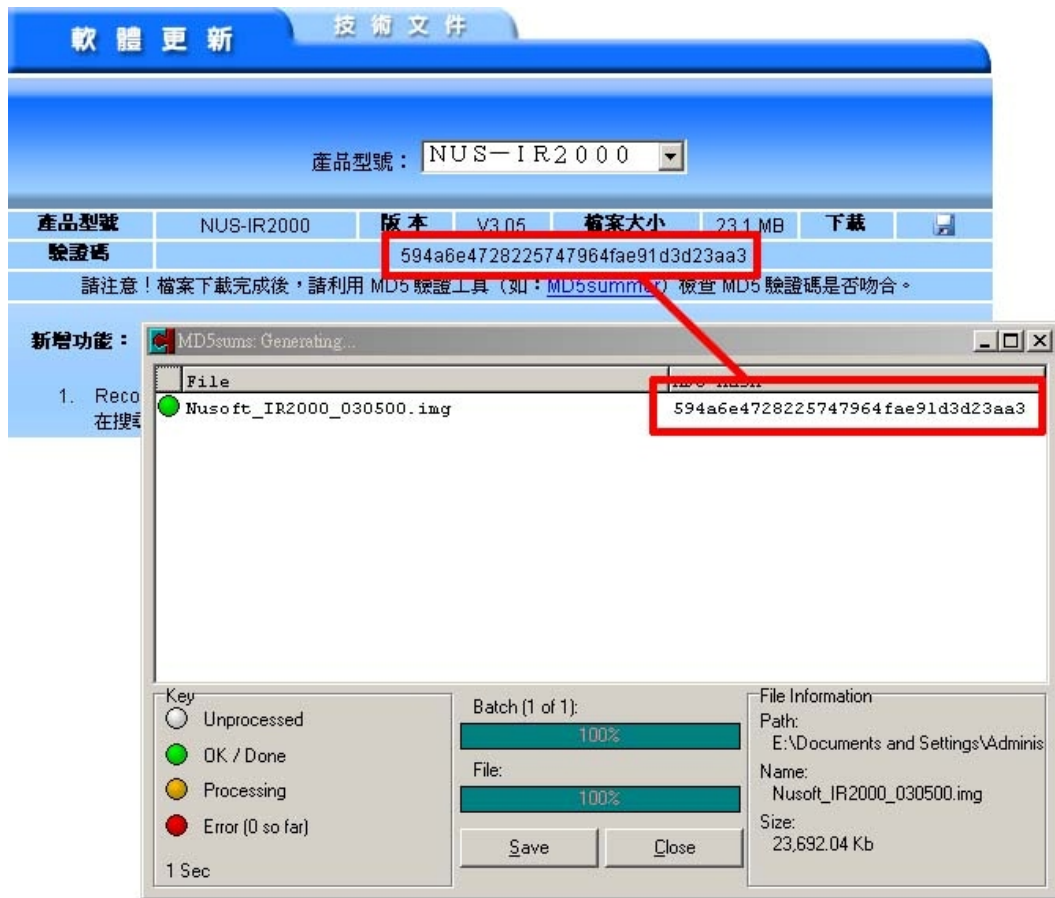 軟體更新
技術文件
產品型號： NUS－IR2000
產品型號 NUS-IR2000 版本 V3.05 檔案大小 23.1 MB 下載
驗證碼 594a6e4728225747964fae91d3d23aa3
請注意！檔案下載完成後，請利用 MD5 驗證工具（如：MD5summer）檢查 MD5 驗證碼是否吻合。
新增功能：
1. Reco
在搜
MD5sums: Generating...
File
Nusoft_IR2000_030500.img 594a6e4728225747964fae91d3d23aa3
Key
Unprocessed
OK / Done
Processing
Error (0 so far)
1 Sec
Batch (1 of 1):
100%
File:
100%
Save Close
File Information
Path:
E:\Documents and Settings\Adminis
Name:
Nusoft_IR2000_030500.img
Size:
23,692.04 Kb